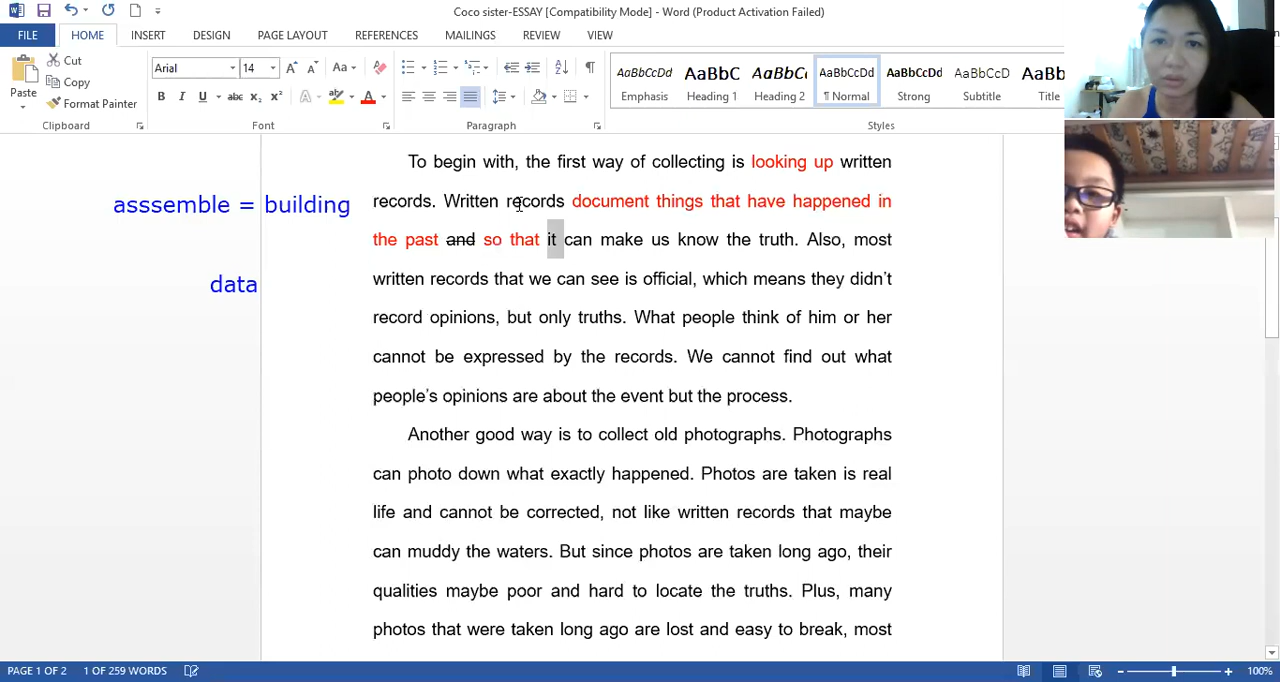 Coco sister-ESSAY [Compatibility Mode] - Word (Product Activation Failed)
FILE HOME INSERT DESIGN PAGE LAYOUT REFERENCES MAILINGS REVIEW VIEW
Paste
Cut
Copy
Format Painter
Clipboard
Arial 14
Aa
B I U abc X₂ X² A A
Font
Paragraph
AaBbCcDd AaBbC AaBbCc AaBbCcDd AaBbCcDd AaBbCcD AaBb
Emphasis Heading 1 Heading 2 ¶ Normal Strong Subtitle Title
Styles
To begin with, the first way of collecting is looking up written
records. Written records document things that have happened in
the past and so that it can make us know the truth. Also, most
written records that we can see is official, which means they didn’t
record opinions, but only truths. What people think of him or her
cannot be expressed by the records. We cannot find out what
people’s opinions are about the event but the process.
Another good way is to collect old photographs. Photographs
can photo down what exactly happened. Photos are taken is real
life and cannot be corrected, not like written records that maybe
can muddy the waters. But since photos are taken long ago, their
qualities maybe poor and hard to locate the truths. Plus, many
photos that were taken long ago are lost and easy to break, most
asssemble = building
data
PAGE 1 OF 2 1 OF 259 WORDS
100%